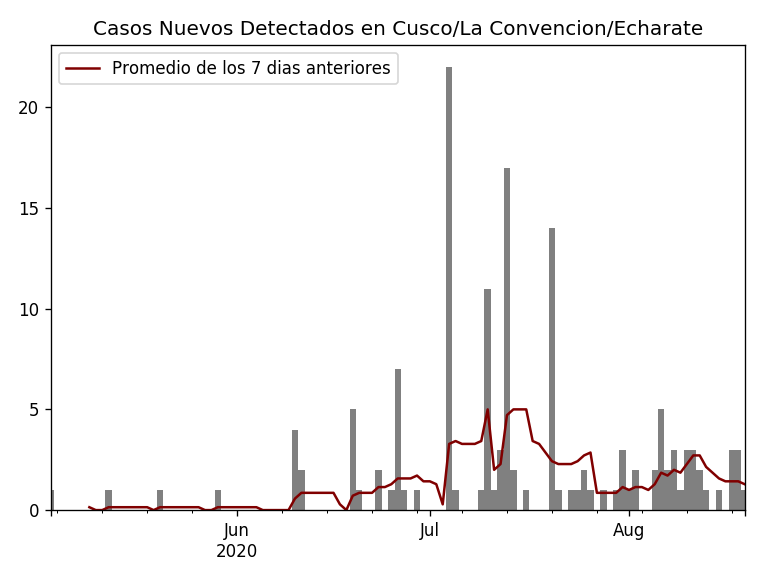 Casos Nuevos Detectados en Cusco/La Convencion/Echarate
Promedio de los 7 dias anteriores
20
15
10
5
0
Jun
2020
Jul
Aug